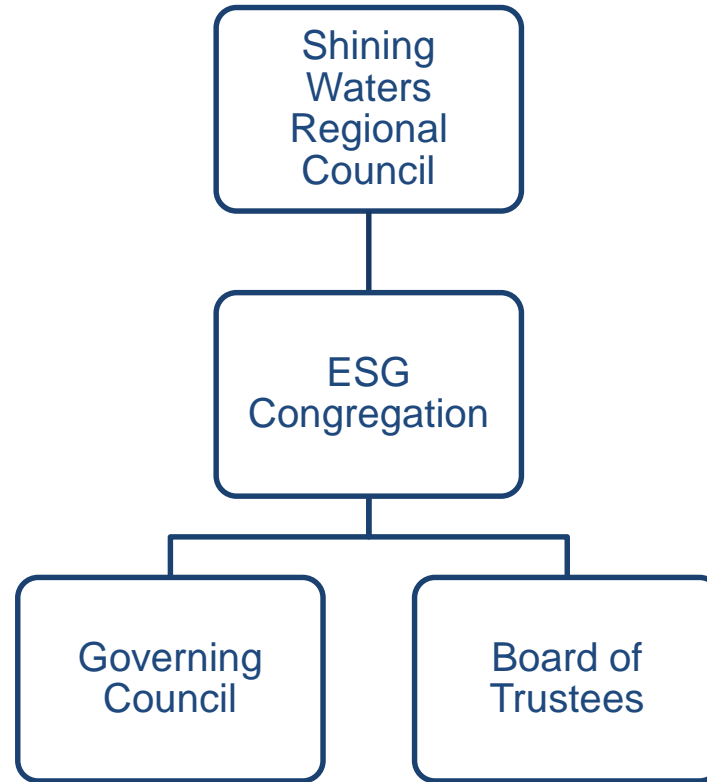 Shining
Waters
Regional
Council
ESG
Congregation
Governing
Council
Board of
Trustees